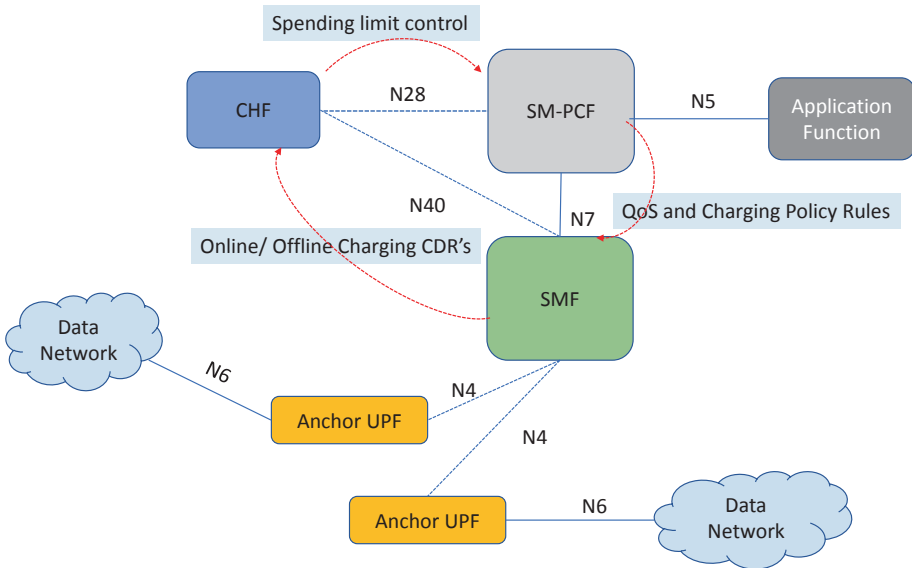 Spending limit control
N28
CHF
SM-PCF
N5
Application
Function
N40
N7
QoS and Charging Policy Rules
Online/ Offline Charging CDR's
SMF
Data
Network
N6
N4
Anchor UPF
N4
Anchor UPF
N6
Data
Network